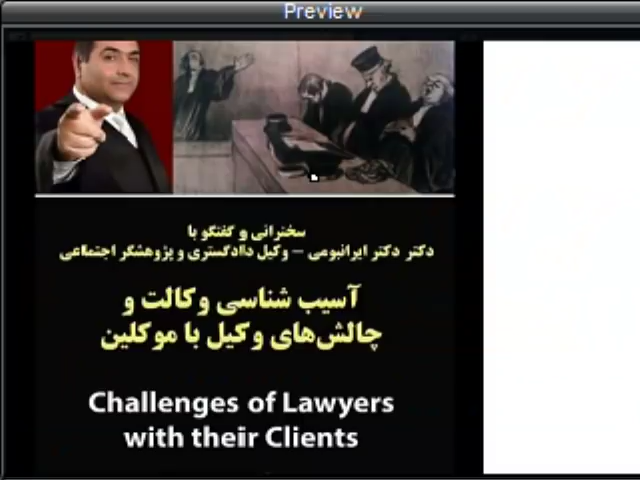 Preview
سخنرانی و گفتگو با
دکتر دکتر ایرانبومی – وکیل دادگستری و پژوهشگر اجتماعی
آسیب شناسی وکالت و
چالش‌های وکیل با موکلین
Challenges of Lawyers
with their Clients